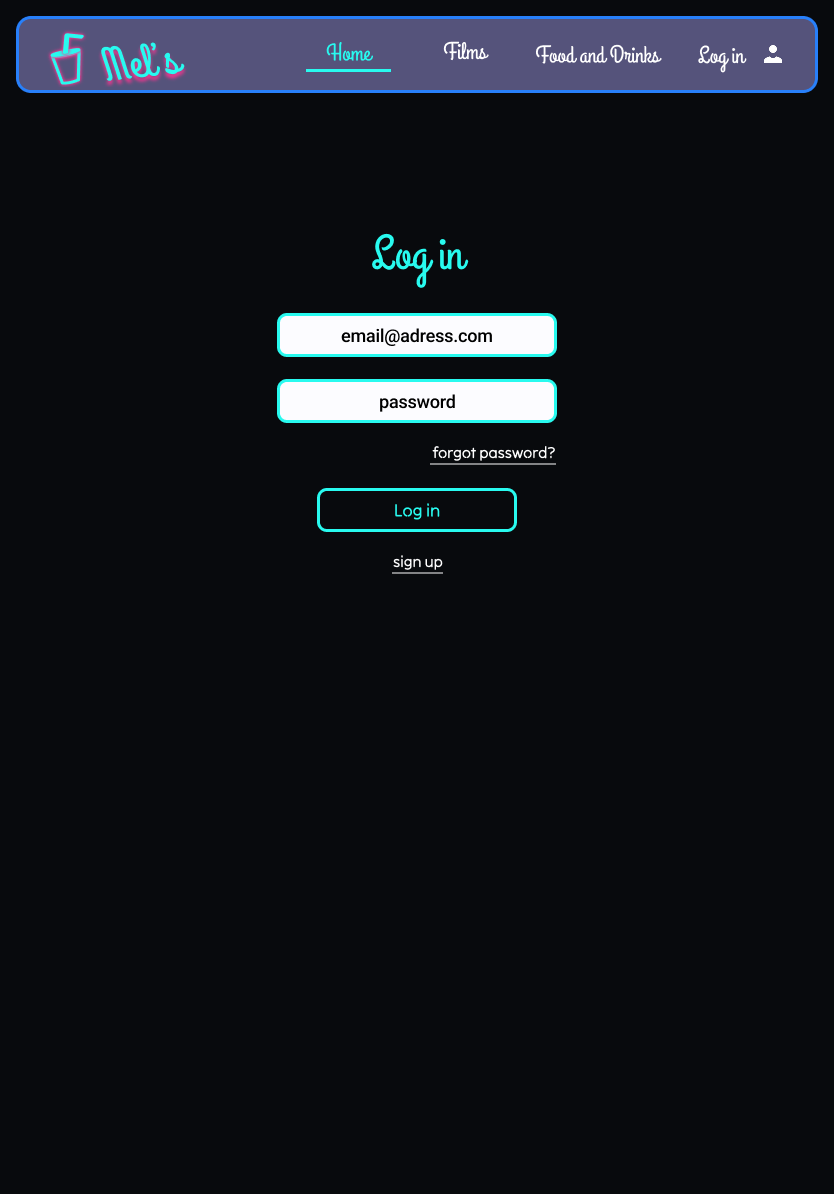 Mel's
Home
Films
Food and Drinks
Log in
Log in
email@adress.com
password
forgot password?
Log in
sign up